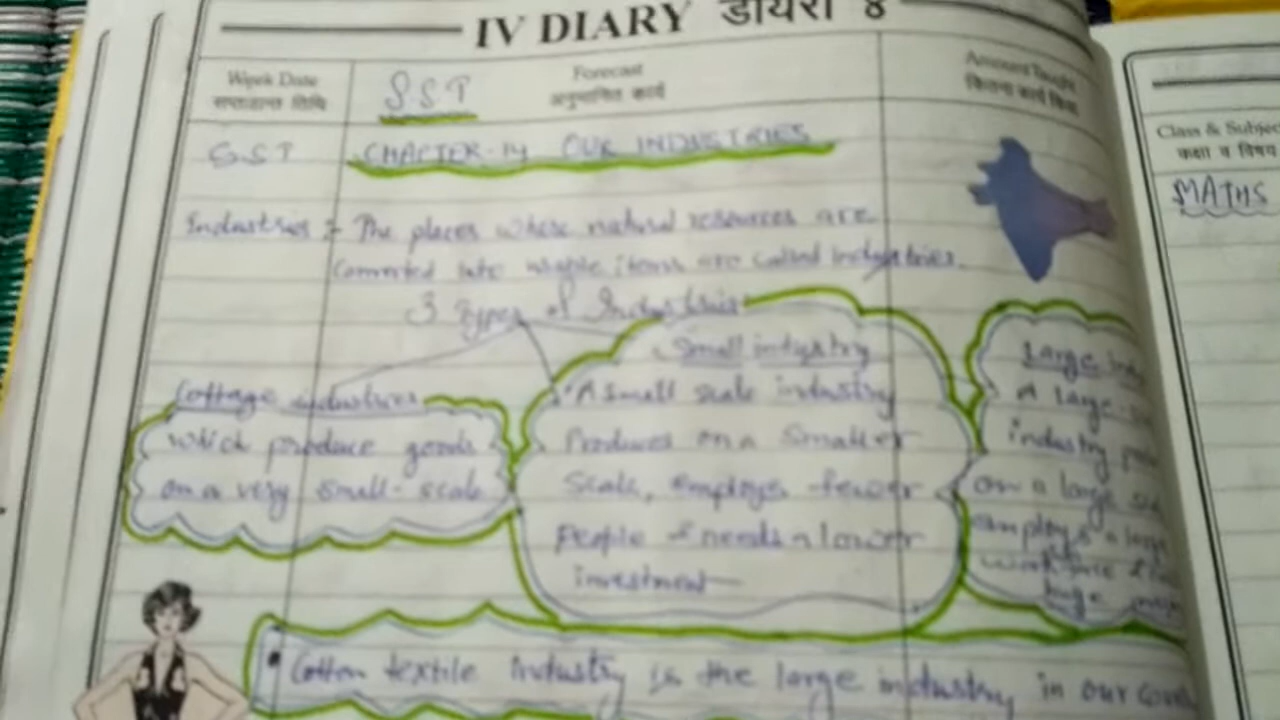 IV DIARY डायरी ४
Week Date
सप्ताहान्त तिथि
SST
Forecast
अनुमानित कार्य
Amount Taught
कितना कार्य किया
SST
CHAPTER-14 OUR INDUSTRIES
Industries :- The places where natural resources are
converted into usable items are called industries.
3 Types of Industries
Cottage industries
which produce goods
on a very small-scale
Small industry
A small scale industry
Produces on a smaller
Scale, employs fewer
People & needs a lower
investment
Large
A large
industry
on a large
employs a large
workforce &
huge
Cotton textile industry is the large industry in our
Class & Subjec
कक्षा व विषय
MATHS